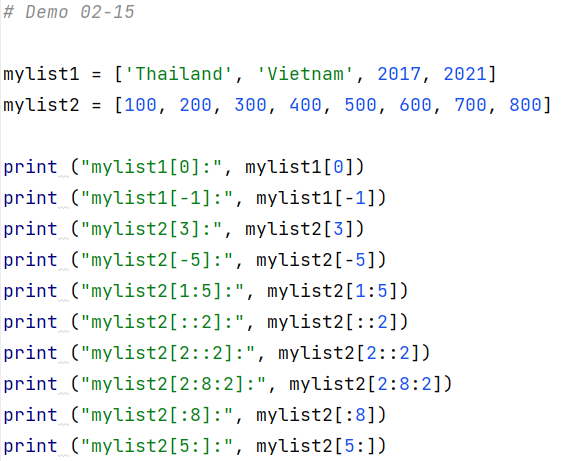 # Demo 02-15
mylist1 = ['Thailand', 'Vietnam', 2017, 2021]
mylist2 = [100, 200, 300, 400, 500, 600, 700, 800]
print ("mylist1[0]:", mylist1[0])
print ("mylist1[-1]:", mylist1[-1])
print ("mylist2[3]:", mylist2[3])
print ("mylist2[-5]:", mylist2[-5])
print ("mylist2[1:5]:", mylist2[1:5])
print ("mylist2[::2]:", mylist2[::2])
print ("mylist2[2::2]:", mylist2[2::2])
print ("mylist2[2:8:2]:", mylist2[2:8:2])
print ("mylist2[:8]:", mylist2[:8])
print ("mylist2[5:]:", mylist2[5:])